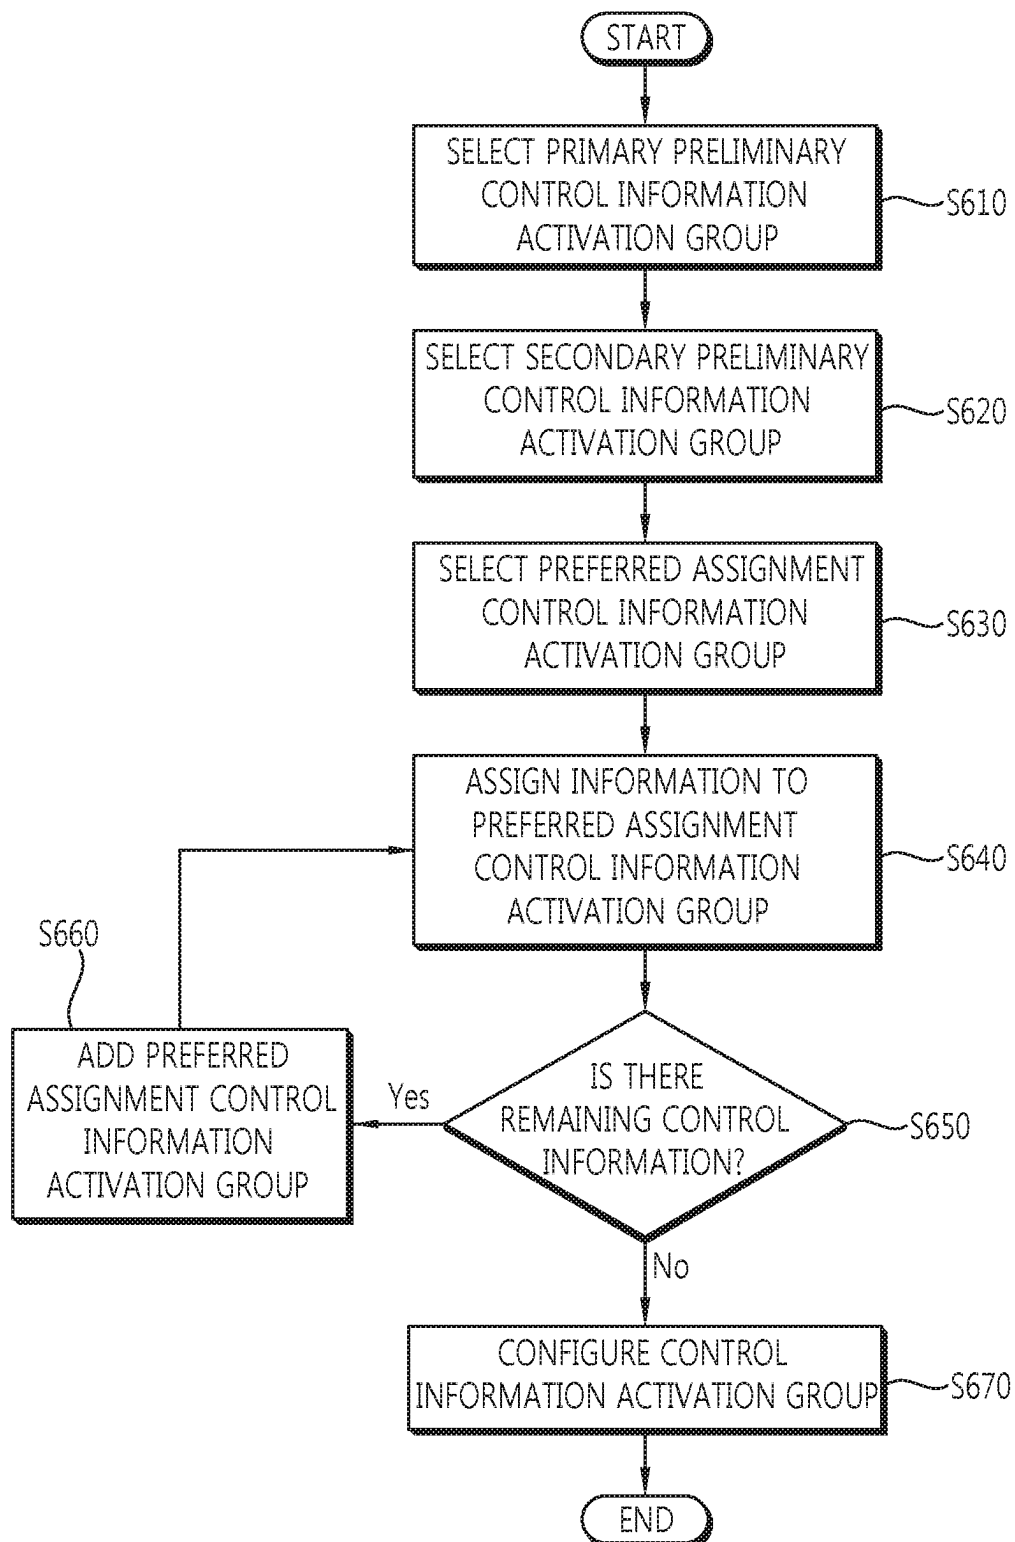 START
SELECT PRIMARY PRELIMINARY
CONTROL INFORMATION
ACTIVATION GROUP
S610
SELECT SECONDARY PRELIMINARY
CONTROL INFORMATION
ACTIVATION GROUP
S620
SELECT PREFERRED ASSIGNMENT
CONTROL INFORMATION
ACTIVATION GROUP
S630
ASSIGN INFORMATION TO
PREFERRED ASSIGNMENT
CONTROL INFORMATION
ACTIVATION GROUP
S640
S660
ADD PREFERRED
ASSIGNMENT CONTROL
INFORMATION
ACTIVATION GROUP
Yes
IS THERE
REMAINING CONTROL
INFORMATION?
S650
No
CONFIGURE CONTROL
INFORMATION ACTIVATION GROUP
S670
END